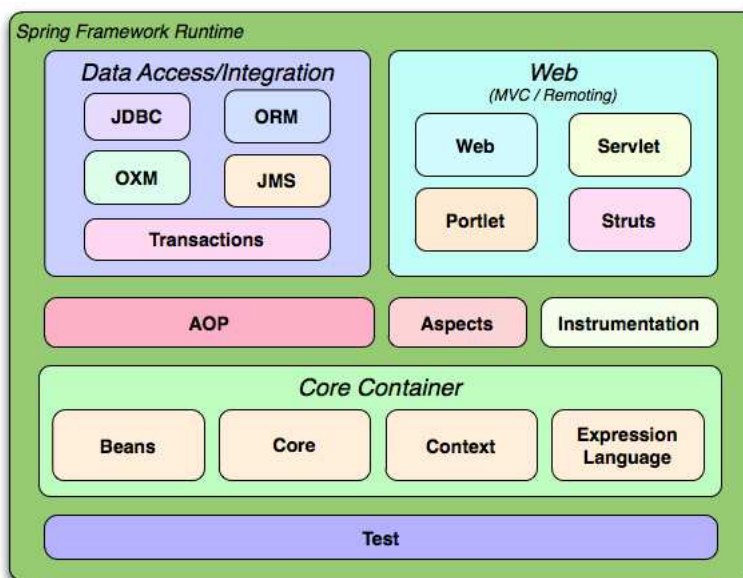 Spring Framework Runtime
Data Access/Integration
JDBC
ORM
OXM
JMS
Transactions
Web
(MVC / Remoting)
Web
Servlet
Portlet
Struts
AOP
Aspects
Instrumentation
Core Container
Beans
Core
Context
Expression
Language
Test